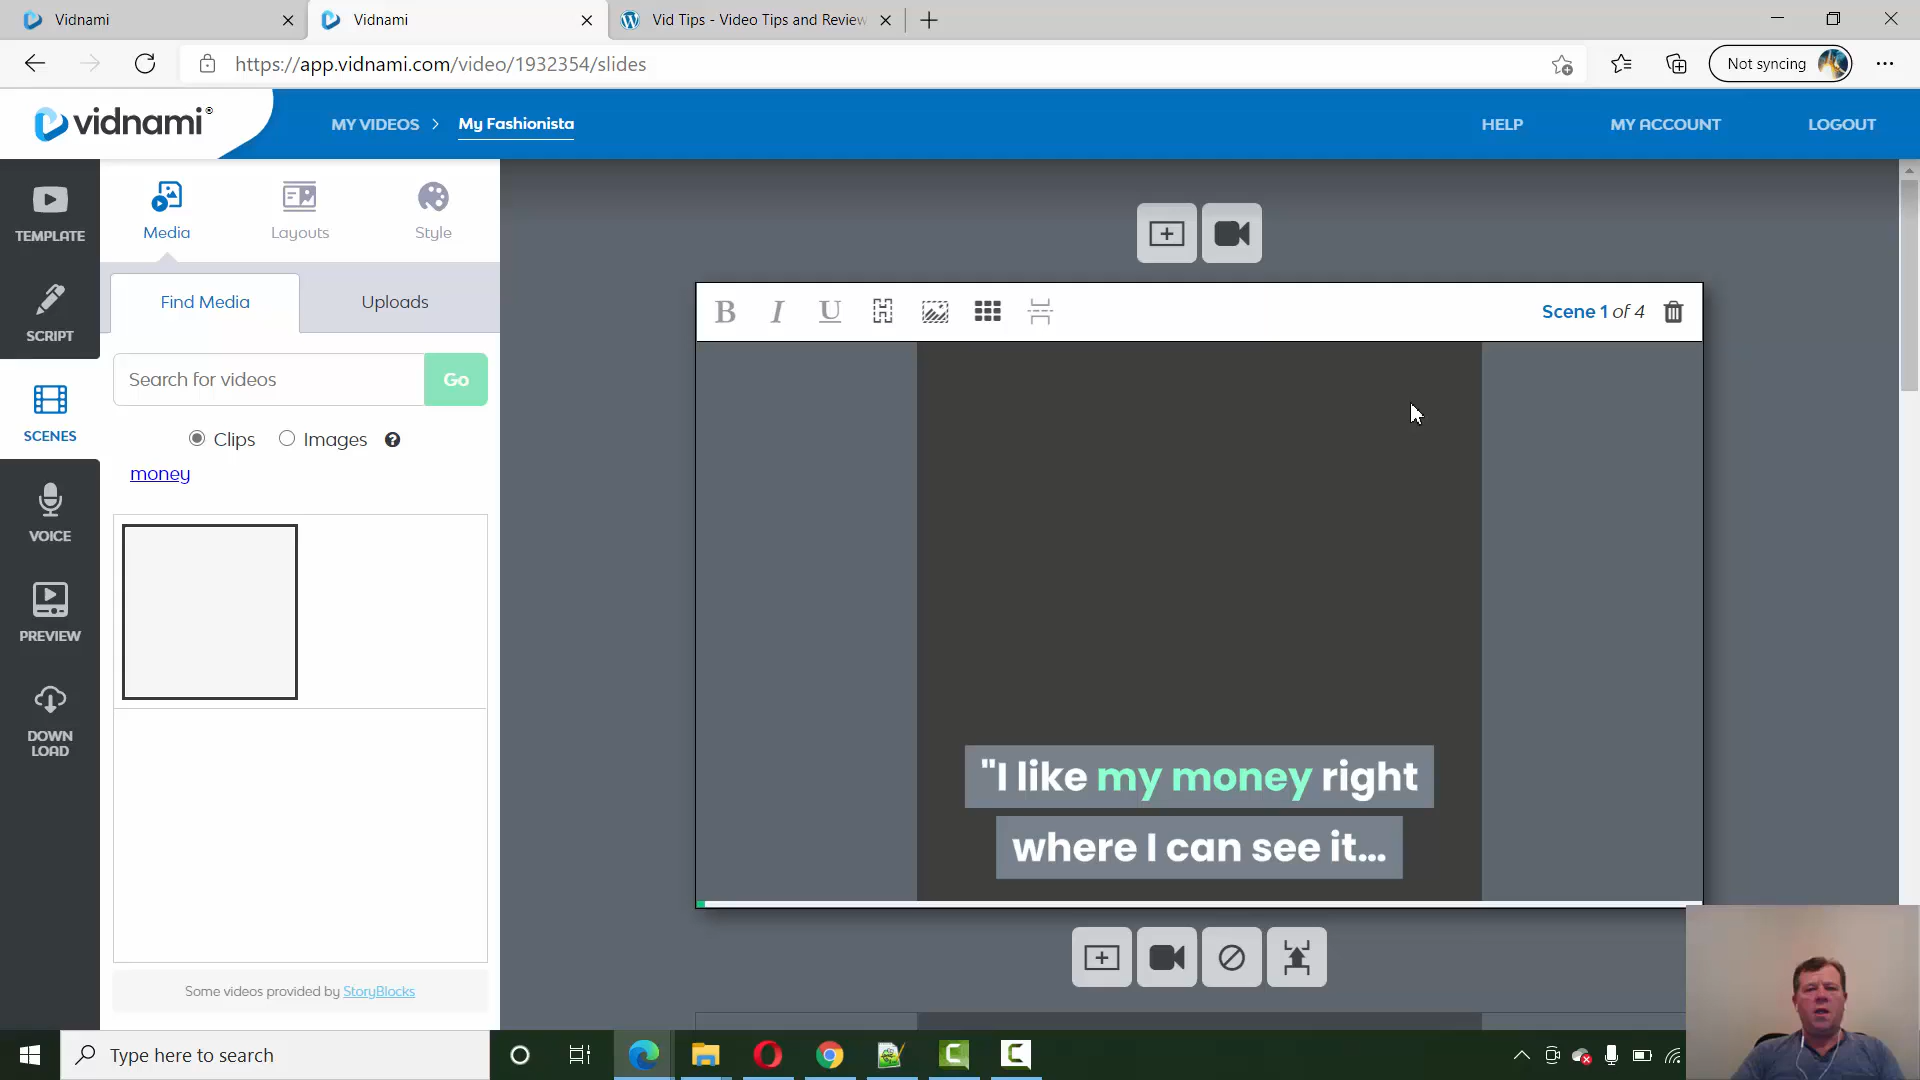 Vidnami
Vidnami
Vid Tips - Video Tips and Review
https://app.vidnami.com/video/1932354/slides
Not syncing
vidnami®
MY VIDEOS > My Fashionista
HELP
MY ACCOUNT
LOGOUT
TEMPLATE
SCRIPT
SCENES
VOICE
PREVIEW
DOWN
LOAD
Media
Layouts
Style
Find Media
Uploads
Search for videos
Go
Clips
Images
money
Some videos provided by StoryBlocks
B I U H
Scene 1 of 4
"I like my money right
where I can see it...
Type here to search